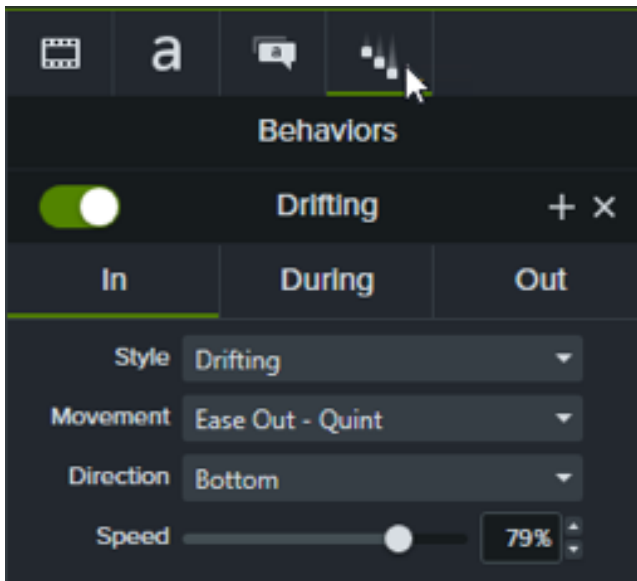 a
a
Behaviors
Drifting
In During Out
Style Drifting
Movement Ease Out - Quint
Direction Bottom
Speed 79%